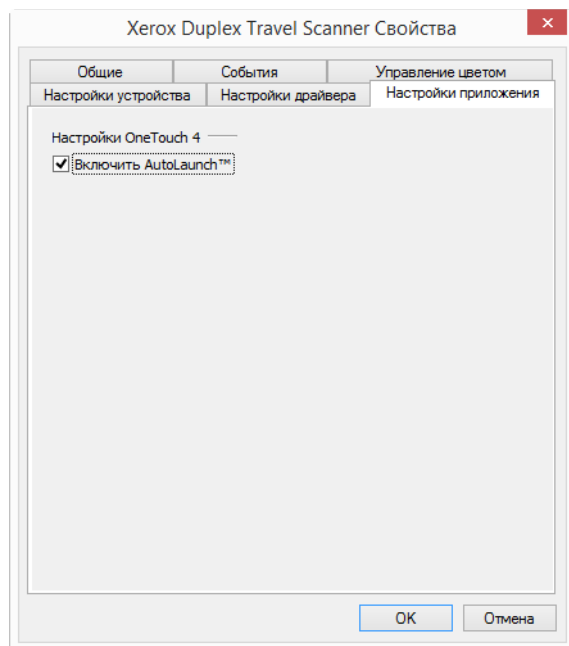 Xerox Duplex Travel Scanner Свойства
Общие События Управление цветом
Настройки устройства Настройки драйвера Настройки приложения
Настройки OneTouch 4
Включить AutoLaunch™
OK Отмена